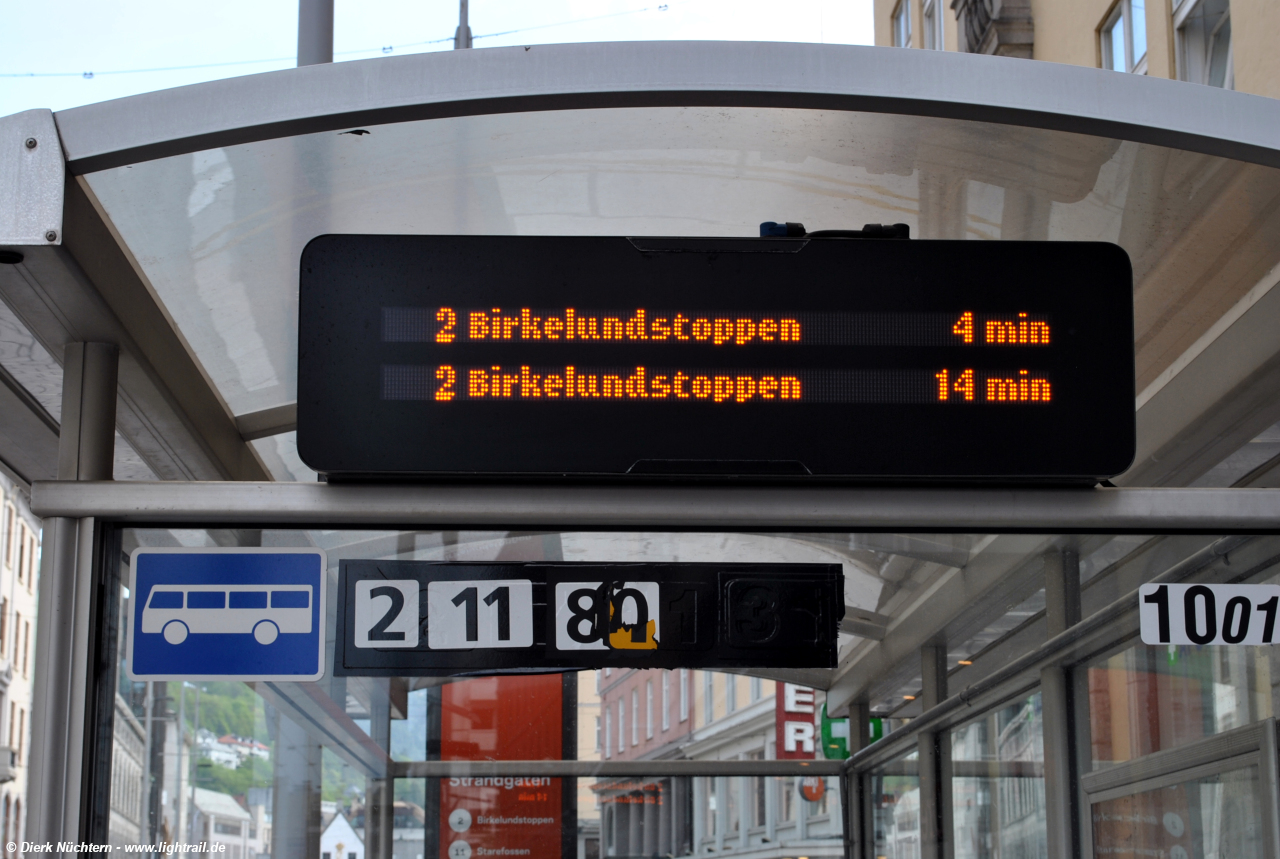 2 Birkelundstoppen 4 min
2 Birkelundstoppen 14 min
2 11 80
1001
ER
Strandgaten
2 Birkelundstoppen
11 Starefossen
© Dierk Nüchtern - www.lightrail.de